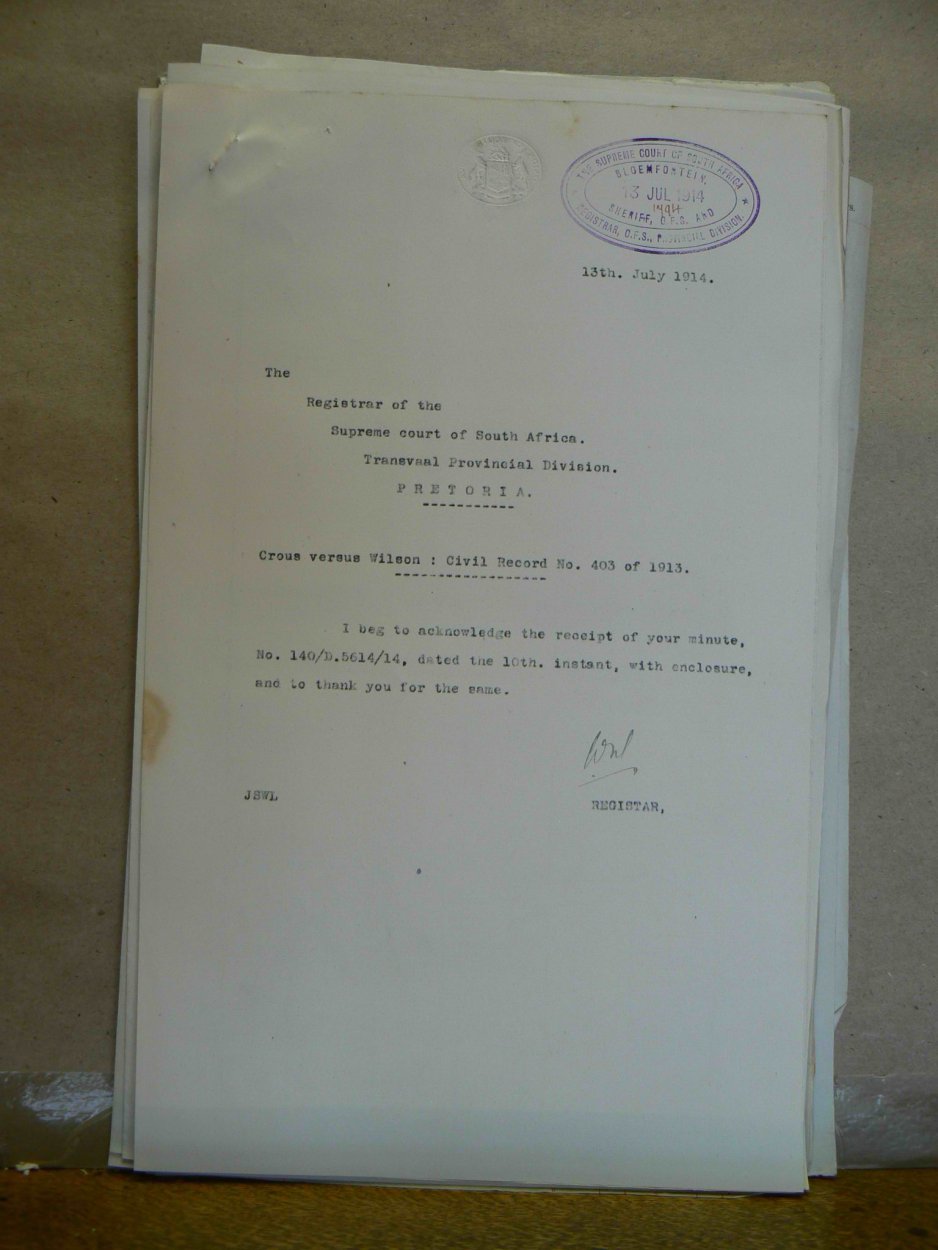 THE SUPREME COURT OF SOUTH AFRICA
BLOEMFONTEIN.
13 JUL 1914
SHERIFF, O.F.S. AND
REGISTRAR, O.F.S., PROVINCIAL DIVISION.
13th. July 1914.
The
Registrar of the
Supreme court of South Africa.
Transvaal Provincial Division.
PRETORIA.
Crous versus Wilson : Civil Record No. 403 of 1913.
I beg to acknowledge the receipt of your minute,
No. 140/D.5614/14, dated the 10th. instant, with enclosure,
and to thank you for the same.
JSWL
REGISTAR,